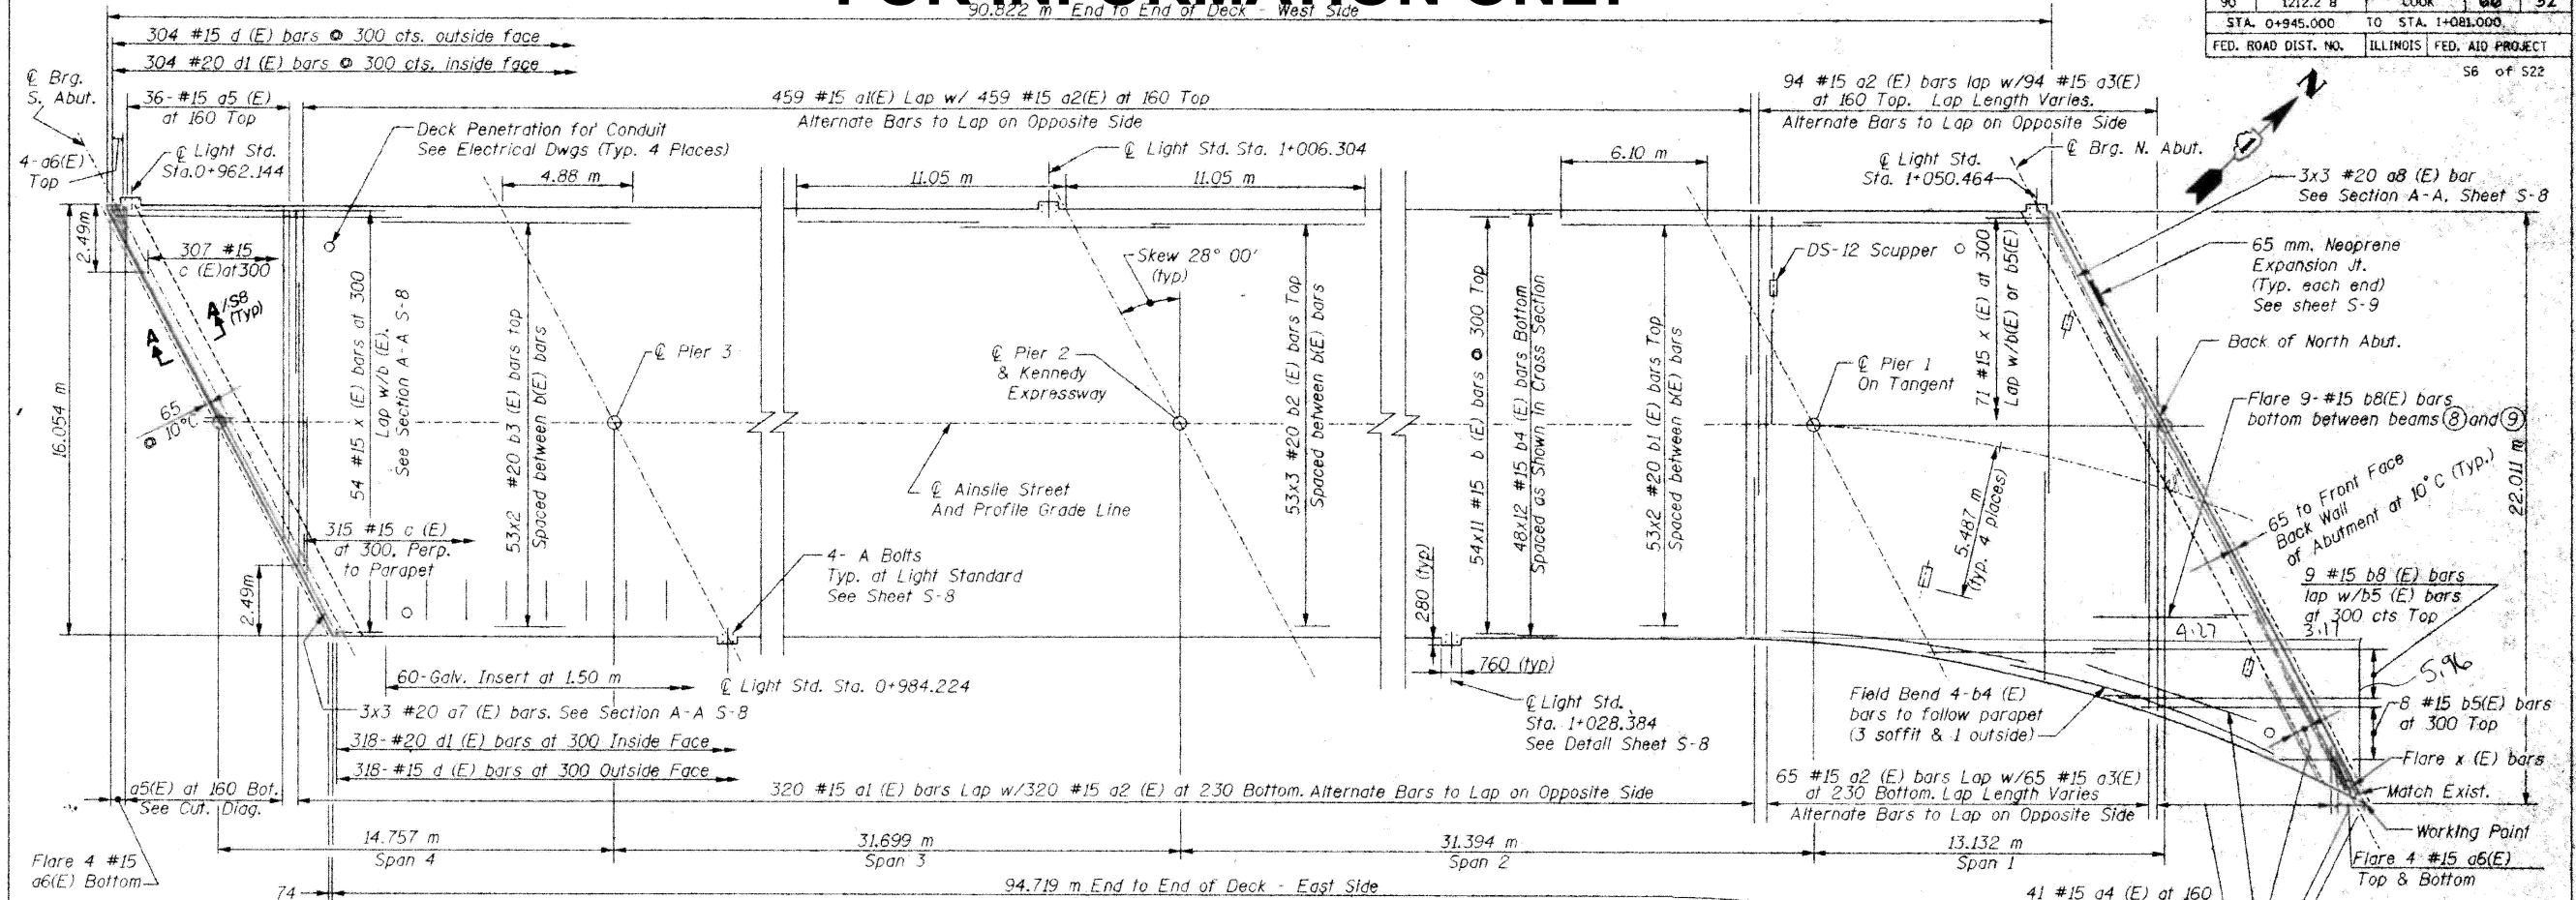 FOR INFORMATION ONLY
90.822 m End to End of Deck - West Side
90 1212.2 B COOK 52
STA. 0+945.000 TO STA. 1+081.000
FED. ROAD DIST. NO. ILLINOIS FED. AID PROJECT
S6 of S22
304 #15 d (E) bars @ 300 cts. outside face
304 #20 d1 (E) bars @ 300 cts. inside face
℄ Brg.
S. Abut.
36-#15 a5 (E)
at 160 Top
4-a6(E)
Top
℄ Light Std.
Sta.0+962.144
Deck Penetration for Conduit
See Electrical Dwgs (Typ. 4 Places)
459 #15 a1(E) Lap w/ 459 #15 a2(E) at 160 Top
Alternate Bars to Lap on Opposite Side
℄ Light Std. Sta. 1+006.304
94 #15 a2 (E) bars lap w/94 #15 a3(E)
at 160 Top. Lap Length Varies.
Alternate Bars to Lap on Opposite Side
℄ Light Std.
Sta. 1+050.464
℄ Brg. N. Abut.
N
3x3 #20 a8 (E) bar
See Section A-A, Sheet S-8
4.88 m
11.05 m
11.05 m
6.10 m
2.49m
307 #15
c (E)at300
A/S8
(Typ)
A
16.054 m
65
@ 10°C
54 #15 x (E) bars at 300
Lap w/b (E).
See Section A-A S-8
53x2 #20 b3 (E) bars top
Spaced between b(E) bars
℄ Pier 3
℄ Pier 2
& Kennedy
Expressway
Skew 28° 00'
(typ)
53x3 #20 b2 (E) bars Top
Spaced between b(E) bars
54x11 #15 b (E) bars @ 300 Top
48x12 #15 b4 (E) bars Bottom
Spaced as Shown in Cross Section
53x2 #20 b1 (E) bars Top
Spaced between b(E) bars
DS-12 Scupper
71 #15 x (E) at 300
Lap w/b(E) or b5(E)
65 mm. Neoprene
Expansion Jt.
(Typ. each end)
See sheet S-9
Back of North Abut.
℄ Pier 1
On Tangent
Flare 9-#15 b8(E) bars
bottom between beams 8 and 9
65 to Front Face
Back Wall
of Abutment at 10°C (Typ.)
22.011 m
℄ Ainslie Street
And Profile Grade Line
5.487 m
(typ. 4 places)
315 #15 c (E)
at 300, Perp.
to Parapet
2.49m
4- A Bolts
Typ. at Light Standard
See Sheet S-8
280 (typ)
760 (typ)
9 #15 b8 (E) bars
lap w/b5 (E) bars
at 300 cts Top
4.27
3.17
5.96
60-Galv. Insert at 1.50 m
℄ Light Std. Sta. 0+984.224
3x3 #20 a7 (E) bars. See Section A-A S-8
318-#20 d1 (E) bars at 300 Inside Face
318-#15 d (E) bars at 300 Outside Face
℄ Light Std.
Sta. 1+028.384
See Detail Sheet S-8
Field Bend 4-b4 (E)
bars to follow parapet
(3 soffit & 1 outside)
8 #15 b5(E) bars
at 300 Top
Flare x (E) bars
Match Exist.
Working Point
a5(E) at 160 Bot.
See Cut. Diag.
320 #15 a1 (E) bars Lap w/320 #15 a2 (E) at 230 Bottom. Alternate Bars to Lap on Opposite Side
65 #15 a2 (E) bars Lap w/65 #15 a3(E)
at 230 Bottom. Lap Length Varies
Alternate Bars to Lap on Opposite Side
14.757 m
Span 4
31.699 m
Span 3
31.394 m
Span 2
13.132 m
Span 1
Flare 4 #15
a6(E) Bottom
Flare 4 #15 a6(E)
Top & Bottom
74
94.719 m End to End of Deck - East Side
41 #15 a4 (E) at 160